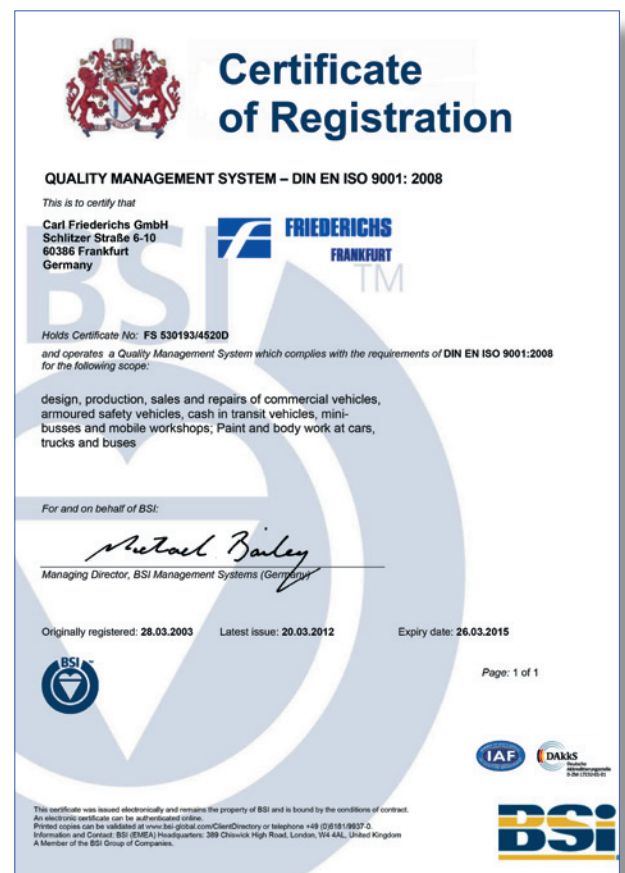 Certificate
of Registration
QUALITY MANAGEMENT SYSTEM – DIN EN ISO 9001: 2008
This is to certify that
Carl Friederichs GmbH
Schlitzer Straße 6-10
60386 Frankfurt
Germany
FRIEDERICHS
FRANKFURT
BSI
TM
Holds Certificate No: FS 530193/4520D
and operates a Quality Management System which complies with the requirements of DIN EN ISO 9001:2008
for the following scope:
design, production, sales and repairs of commercial vehicles,
armoured safety vehicles, cash in transit vehicles, mini-
busses and mobile workshops; Paint and body work at cars,
trucks and buses
For and on behalf of BSI:
Michael Bailey
Managing Director, BSI Management Systems (Germany)
Originally registered: 28.03.2003 Latest issue: 20.03.2012 Expiry date: 26.03.2015
BSI
Page: 1 of 1
IAF
DAkkS
Deutsche
Akkreditierungsstelle
This certificate was issued electronically and remains the property of BSI and is bound by the conditions of contract.
An electronic certificate can be authenticated online.
Printed copies can be validated at www.bsi-global.com/ClientDirectory or telephone +49 (0)6181/9937-0.
Information and Contact: BSI (EMEA) Headquarters: 389 Chiswick High Road, London, W4 4AL, United Kingdom
A Member of the BSI Group of Companies.
BSi